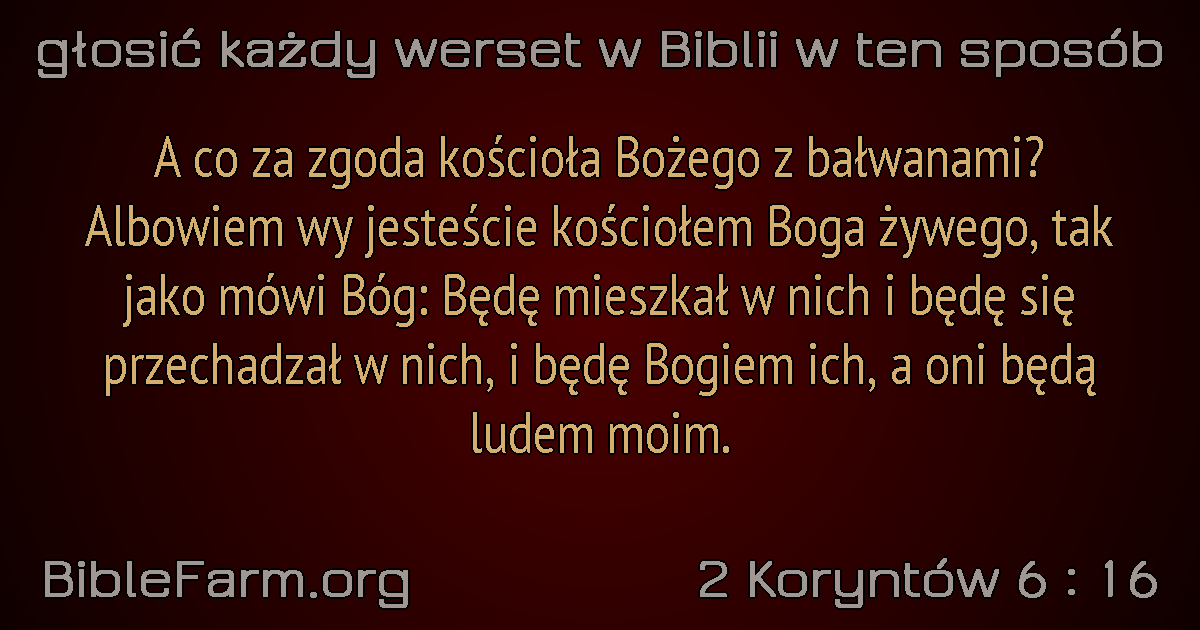 głosić każdy werset w Biblii w ten sposób
A co za zgoda kościoła Bożego z bałwanami?
Albowiem wy jesteście kościołem Boga żywego, tak
jako mówi Bóg: Będę mieszkał w nich i będę się
przechadzał w nich, i będę Bogiem ich, a oni będą
ludem moim.
BibleFarm.org
2 Koryntów 6 : 16